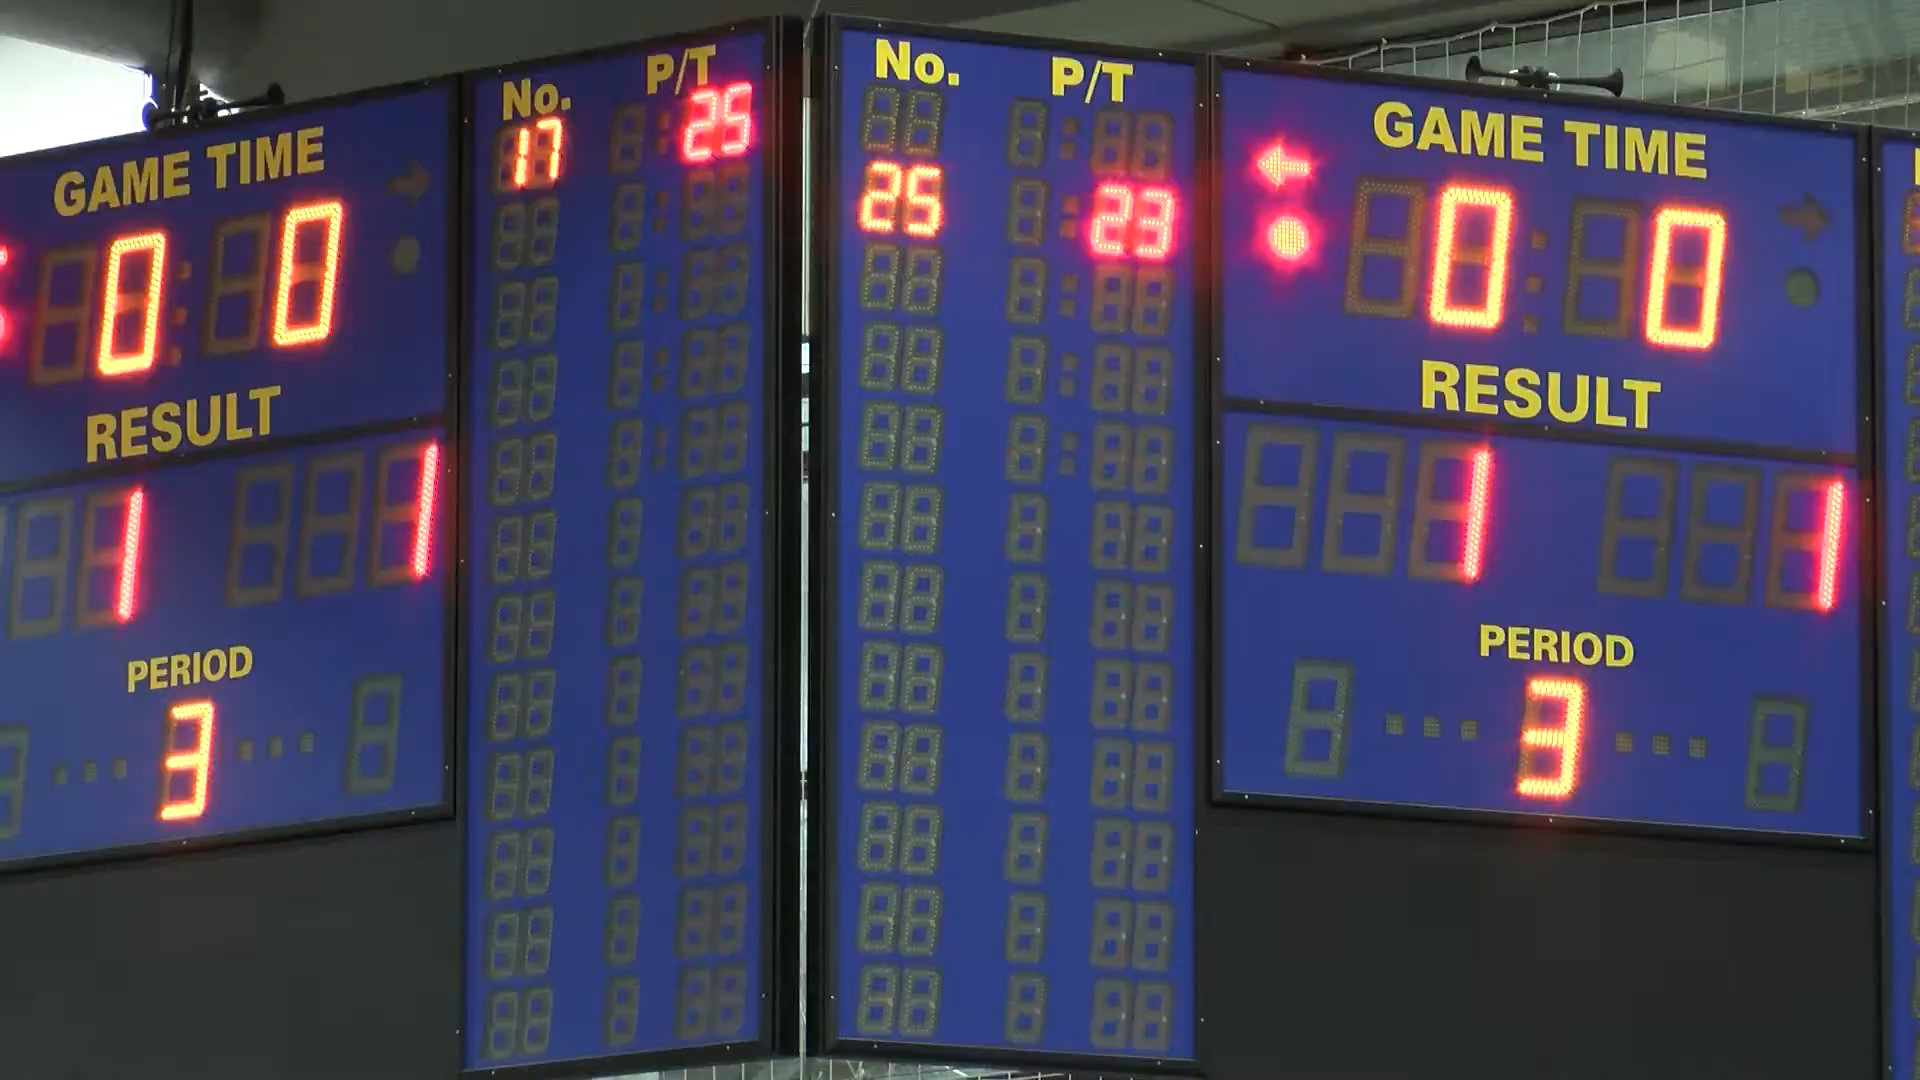 GAME TIME
0:0
RESULT
1 1
PERIOD
3
No. P/T
17 25
No. P/T
25 23
GAME TIME
0:0
RESULT
1 1
PERIOD
3